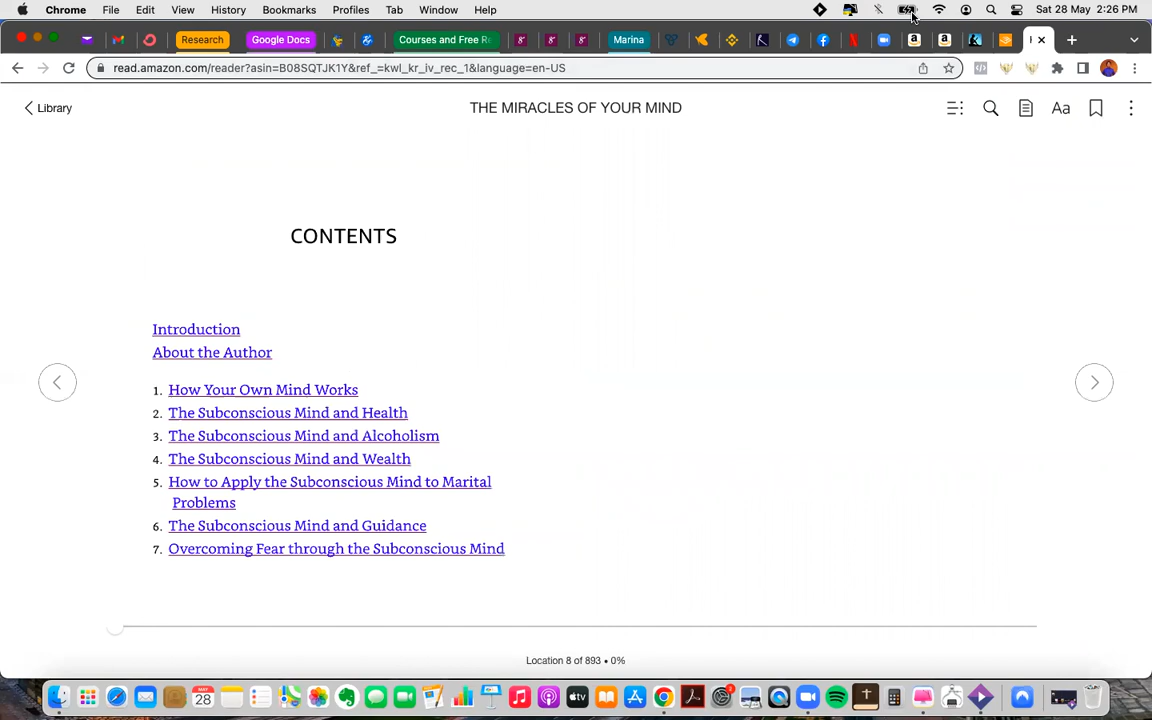 Chrome File Edit View History Bookmarks Profiles Tab Window Help Sat 28 May 2:26 PM
Research Google Docs Courses and Free Re Marina
read.amazon.com/reader?asin=B08SQTJK1Y&ref_=kwl_kr_iv_rec_1&language=en-US
Library THE MIRACLES OF YOUR MIND Aa
CONTENTS
Introduction
About the Author
1. How Your Own Mind Works
2. The Subconscious Mind and Health
3. The Subconscious Mind and Alcoholism
4. The Subconscious Mind and Wealth
5. How to Apply the Subconscious Mind to Marital
Problems
6. The Subconscious Mind and Guidance
7. Overcoming Fear through the Subconscious Mind
Location 8 of 893 • 0%
MAY
28
tv